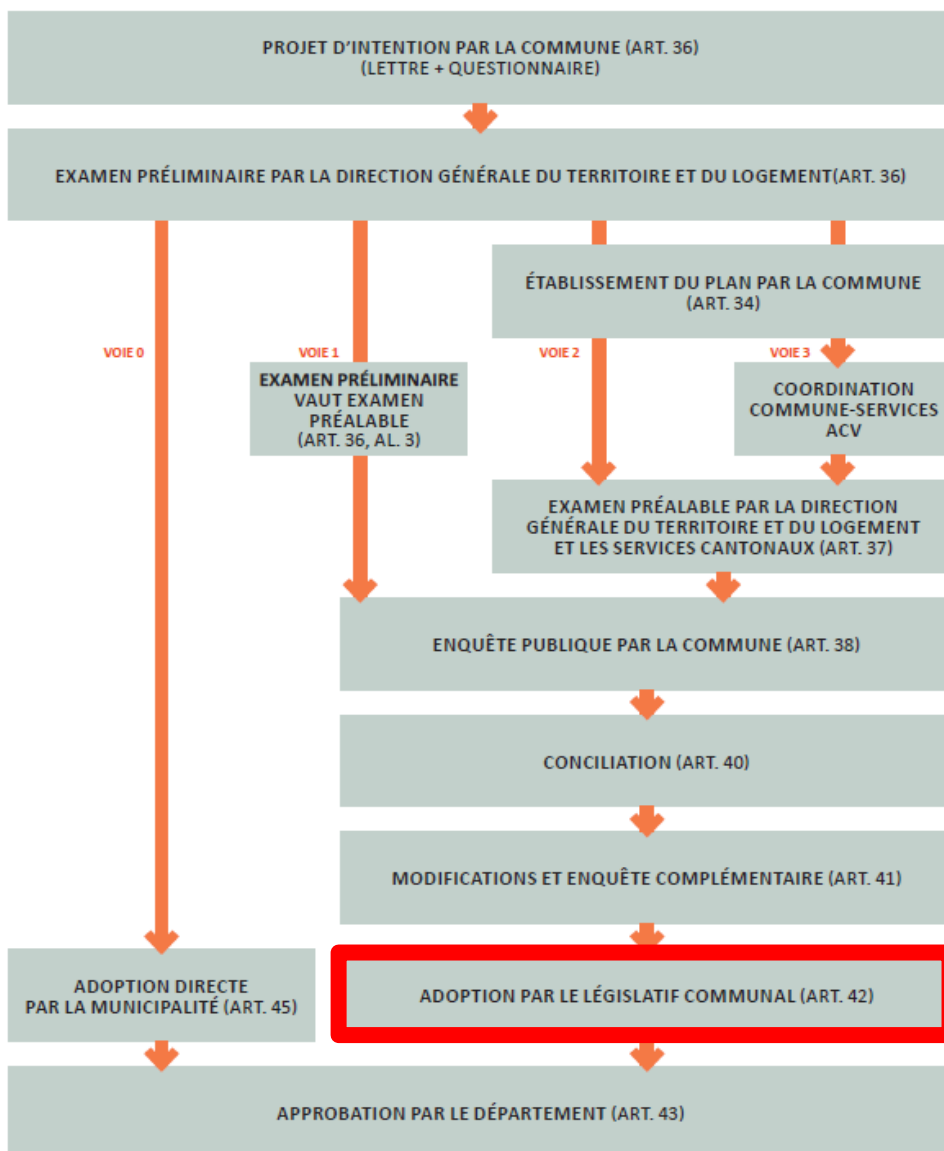 PROJET D'INTENTION PAR LA COMMUNE (ART. 36)
(LETTRE + QUESTIONNAIRE)
EXAMEN PRÉLIMINAIRE PAR LA DIRECTION GÉNÉRALE DU TERRITOIRE ET DU LOGEMENT(ART. 36)
ÉTABLISSEMENT DU PLAN PAR LA COMMUNE
(ART. 34)
VOIE 0
VOIE 1
VOIE 2
VOIE 3
EXAMEN PRÉLIMINAIRE
VAUT EXAMEN
PRÉALABLE
(ART. 36, AL. 3)
COORDINATION
COMMUNE-SERVICES
ACV
EXAMEN PRÉALABLE PAR LA DIRECTION
GÉNÉRALE DU TERRITOIRE ET DU LOGEMENT
ET LES SERVICES CANTONAUX (ART. 37)
ENQUÊTE PUBLIQUE PAR LA COMMUNE (ART. 38)
CONCILIATION (ART. 40)
MODIFICATIONS ET ENQUÊTE COMPLÉMENTAIRE (ART. 41)
ADOPTION DIRECTE
PAR LA MUNICIPALITÉ (ART. 45)
ADOPTION PAR LE LÉGISLATIF COMMUNAL (ART. 42)
APPROBATION PAR LE DÉPARTEMENT (ART. 43)